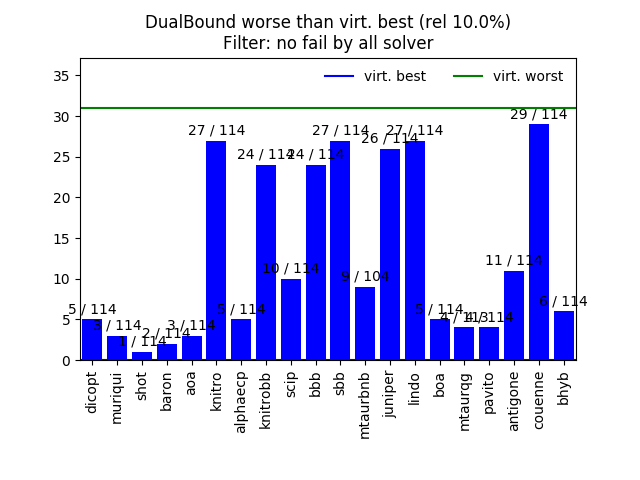 DualBound worse than virt. best (rel 10.0%)
Filter: no fail by all solver
virt. best
virt. worst
35
30
25
20
15
10
5
0
5 / 114
3 / 114
1 / 114
2 / 114
3 / 114
27 / 114
5 / 114
24 / 114
10 / 114
24 / 114
27 / 114
9 / 104
26 / 114
27 / 114
5 / 114
4 / 113
4 / 114
11 / 114
29 / 114
6 / 114
dicopt
muriqui
shot
baron
aoa
knitro
alphaecp
knitrobb
scip
bbb
sbb
mtaurbnb
juniper
lindo
boa
mtaurqg
pavito
antigone
couenne
bhyb